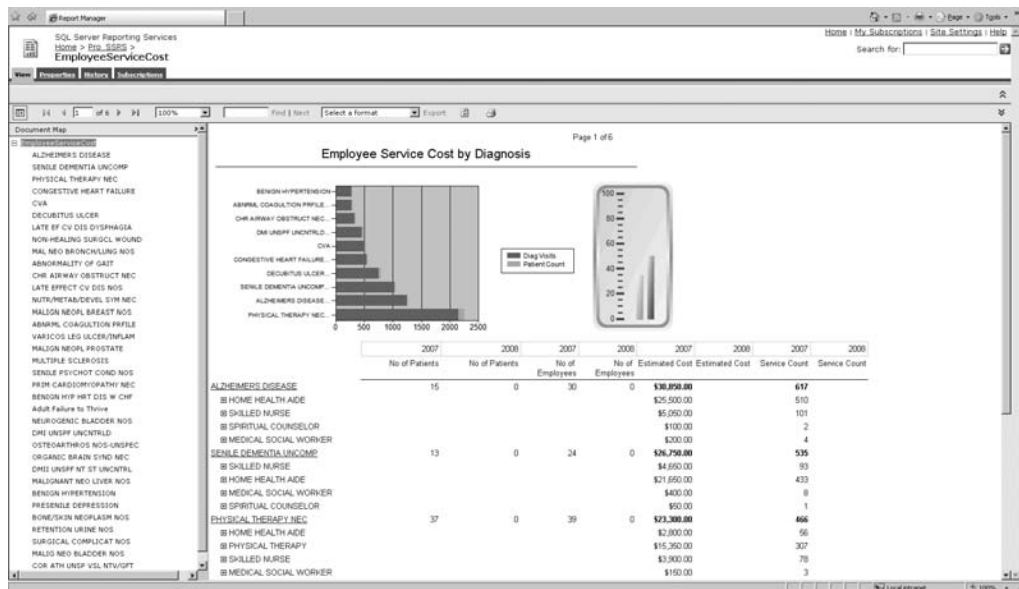 Report Manager
Page
Tools
SQL Server Reporting Services
Home > Pro_SSRS >
EmployeeServiceCost
Home | My Subscriptions | Site Settings | Help
Search for:
View Properties History Subscriptions
1 of 6 100% Find | Next Select a format Export
Document Map
EmployeeServiceCost
ALZHEIMERS DISEASE
SENILE DEMENTIA UNCOMP
PHYSICAL THERAPY NEC
CONGESTIVE HEART FAILURE
CVA
DECUBITUS ULCER
LATE EF CV DIS DYSPHAGIA
NON-HEALING SURGCL WOUND
MAL NEO BRONCH/LUNG NOS
ABNORMALITY OF GAIT
CHR AIRWAY OBSTRUCT NEC
LATE EFFECT CV DIS NOS
NUTR/METAB/DEVEL SYM NEC
MALIGN NEOPL BREAST NOS
ABNRML COAGULTION PRFILE
VARICOS LEG ULCER/INFLAM
MALIGN NEOPL PROSTATE
MULTIPLE SCLEROSIS
SENILE PSYCHOT COND NOS
PRIM CARDIOMYOPATHY NEC
BENIGN HYP HRT DIS W CHF
Adult Failure to Thrive
NEUROGENIC BLADDER NOS
DMI UNSPF UNCNTRLD
OSTEOARTHROS NOS-UNSPEC
ORGANIC BRAIN SYND NEC
DMII UNSPF NT ST UNCNTRL
MALIGNANT NEO LIVER NOS
BENIGN HYPERTENSION
PRESENILE DEPRESSION
BONE/SKIN NEOPLASM NOS
RETENTION URINE NOS
SURGICAL COMPLICAT NOS
MALIG NEO BLADDER NOS
COR ATH UNSP VSL NTV/GFT
Page 1 of 6
Employee Service Cost by Diagnosis
BENIGN HYPERTENSION
ABNRML COAGULTION PRFILE...
CHR AIRWAY OBSTRUCT NEC...
DMI UNSPF UNCNTRLD...
CVA
CONGESTIVE HEART FAILURE...
DECUBITUS ULCER...
SENILE DEMENTIA UNCOMP...
ALZHEIMERS DISEASE...
PHYSICAL THERAPY NEC...
0 500 1000 1500 2000 2500
Diag Visits
Patient Count
100
80
60
40
20
0
2007 2008 2007 2008 2007 2008 2007 2008
No of Patients No of Patients No of Employees No of Employees Estimated Cost Estimated Cost Service Count Service Count
ALZHEIMERS DISEASE 15 0 30 0 $30,850.00 617
HOME HEALTH AIDE $25,500.00 510
SKILLED NURSE $5,050.00 101
SPIRITUAL COUNSELOR $100.00 2
MEDICAL SOCIAL WORKER $200.00 4
SENILE DEMENTIA UNCOMP 13 0 24 0 $26,750.00 535
SKILLED NURSE $4,650.00 93
HOME HEALTH AIDE $21,650.00 433
MEDICAL SOCIAL WORKER $400.00 8
SPIRITUAL COUNSELOR $50.00 1
PHYSICAL THERAPY NEC 37 0 39 0 $23,300.00 466
HOME HEALTH AIDE $2,800.00 56
PHYSICAL THERAPY $15,350.00 307
SKILLED NURSE $3,900.00 78
MEDICAL SOCIAL WORKER $150.00 3
Local intranet 100%